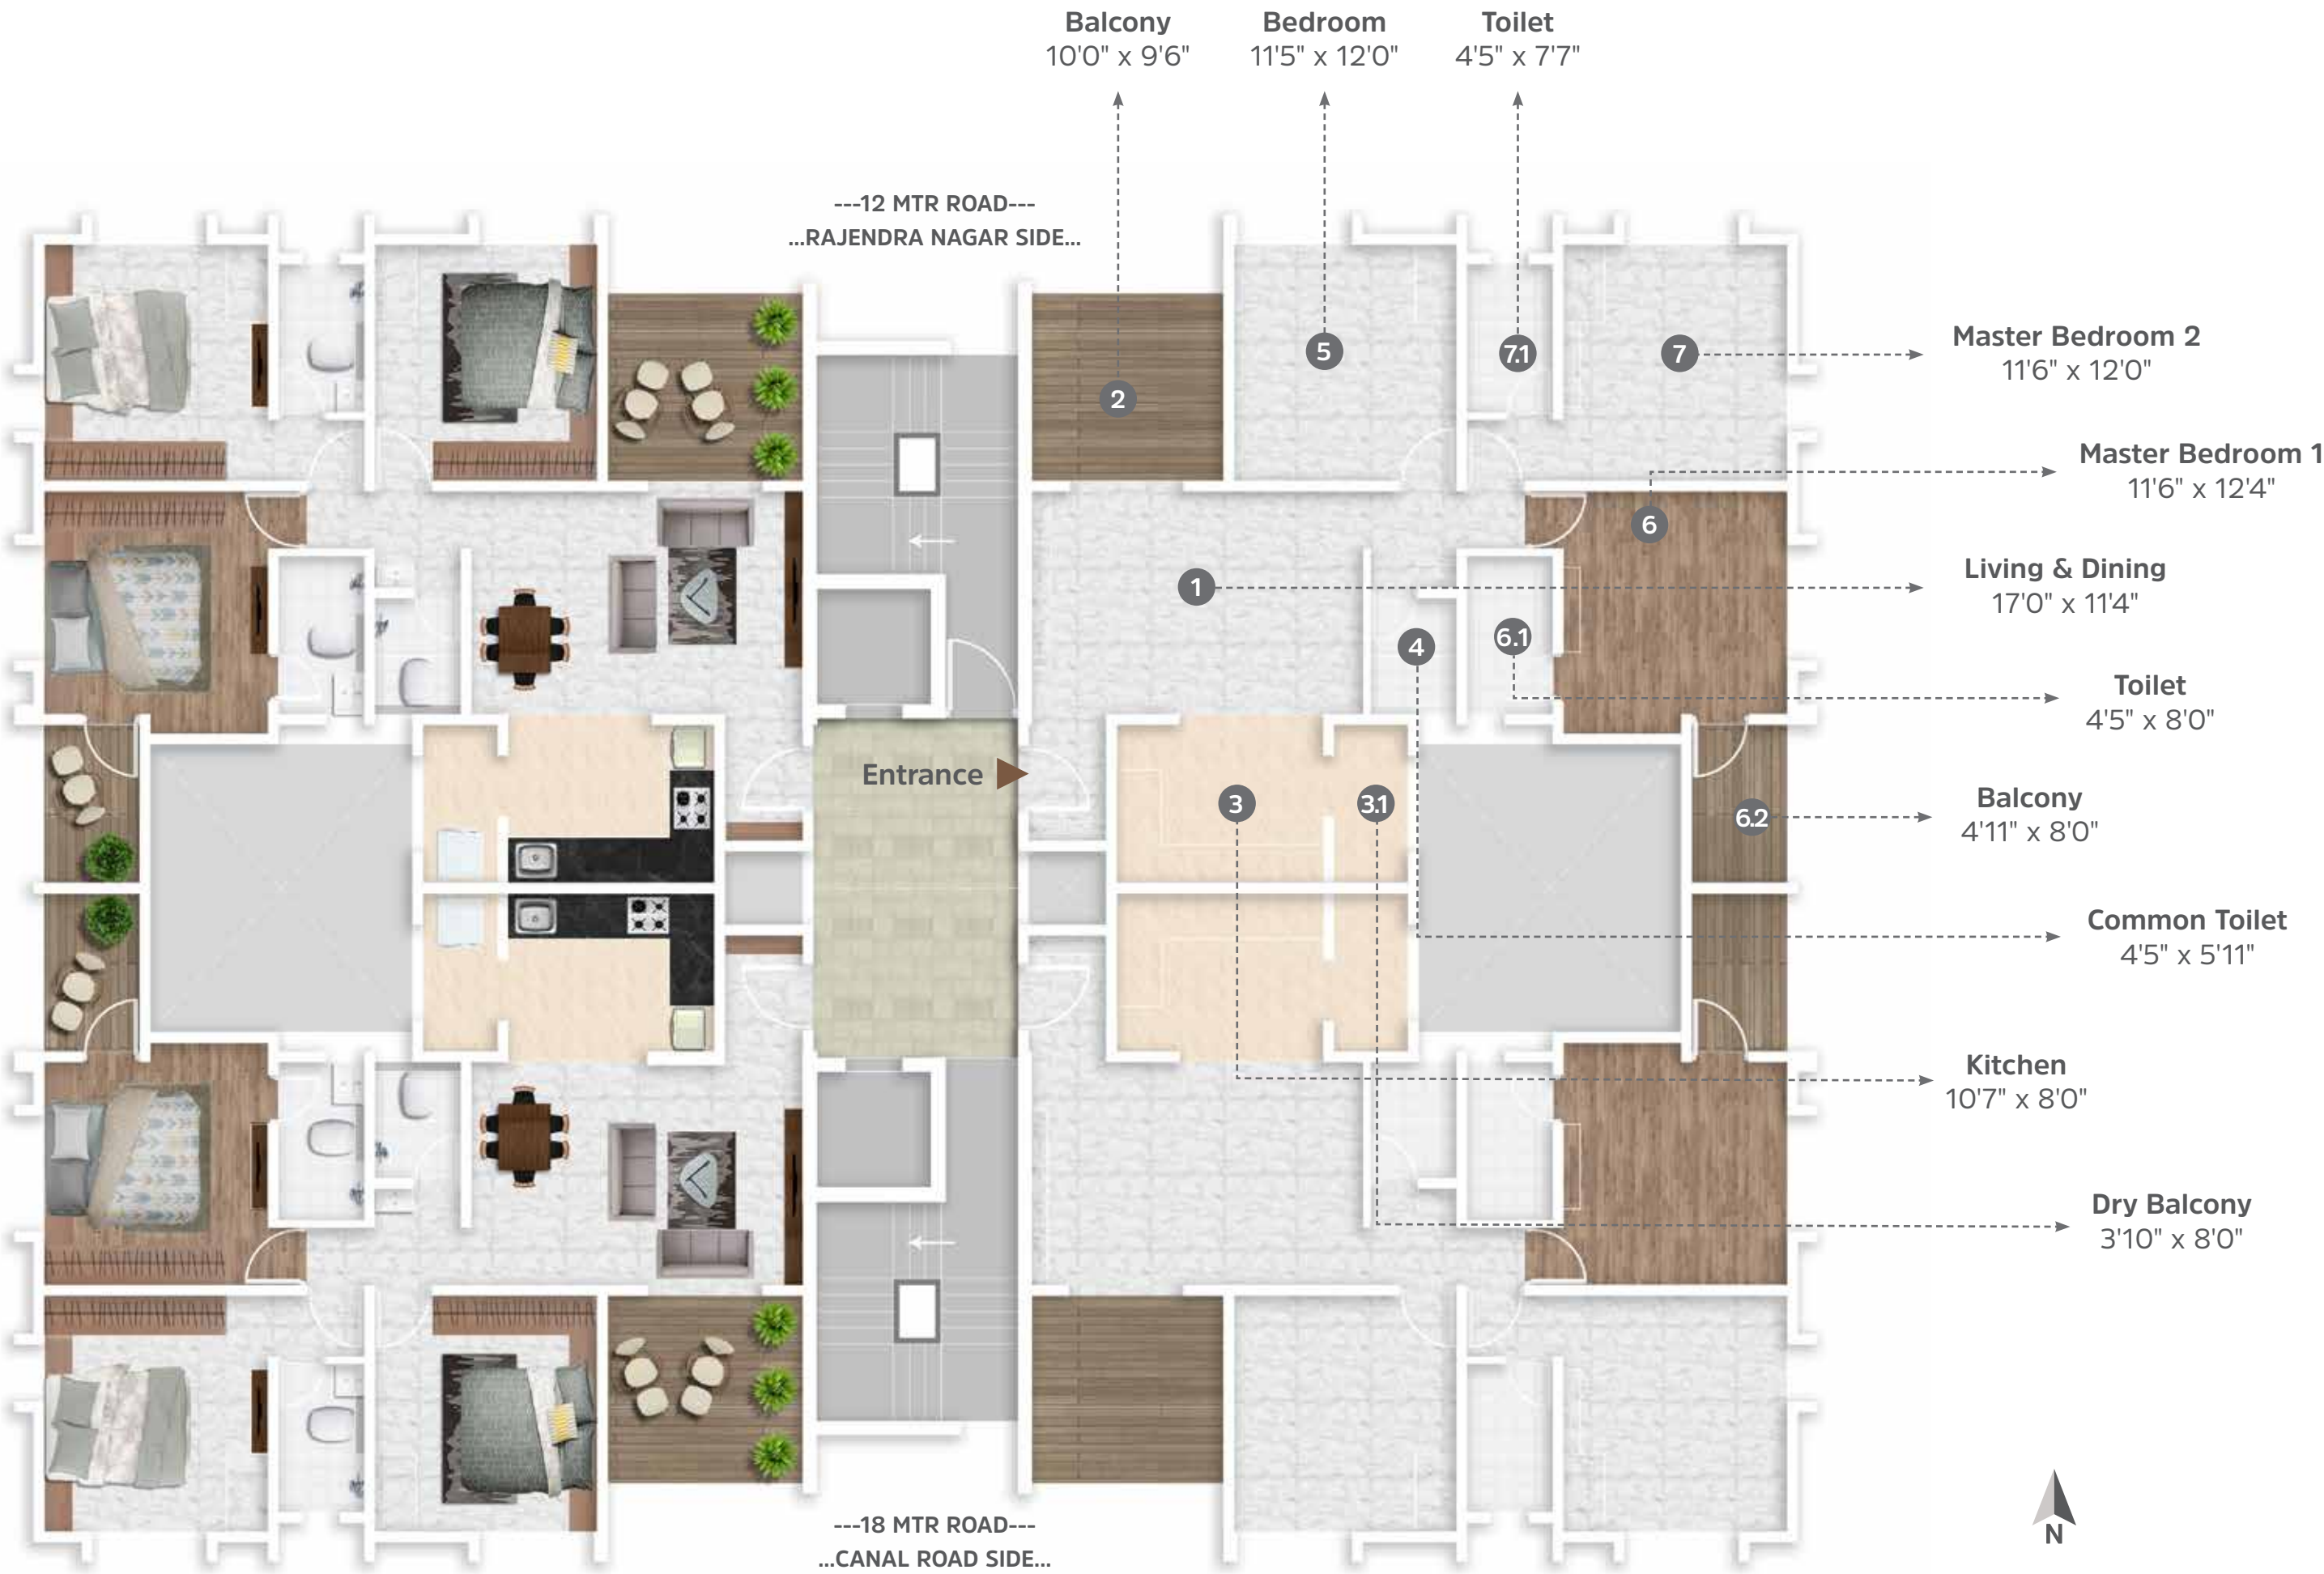 Balcony
10'0" x 9'6"
Bedroom
11'5" x 12'0"
Toilet
4'5" x 7'7"
---12 MTR ROAD---
...RAJENDRA NAGAR SIDE...
2
5
7.1
7
Master Bedroom 2
11'6" x 12'0"
Master Bedroom 1
11'6" x 12'4"
6
1
Living & Dining
17'0" x 11'4"
4
6.1
Toilet
4'5" x 8'0"
Entrance
3
3.1
6.2
Balcony
4'11" x 8'0"
Common Toilet
4'5" x 5'11"
Kitchen
10'7" x 8'0"
Dry Balcony
3'10" x 8'0"
---18 MTR ROAD---
...CANAL ROAD SIDE...
N